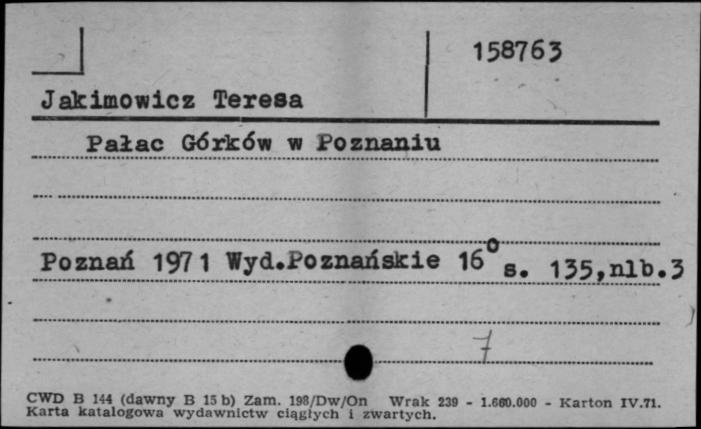 158763
Jakimowicz Teresa
Pałac Górków w Poznaniu
Poznań 1971 Wyd.Poznańskie 16° s. 135,nlb.3
7
CWD B 144 (dawny B 15 b) Zam. 198/Dw/On Wrak 239 - 1.660.000 - Karton IV.71.
Karta katalogowa wydawnictw ciągłych i zwartych.